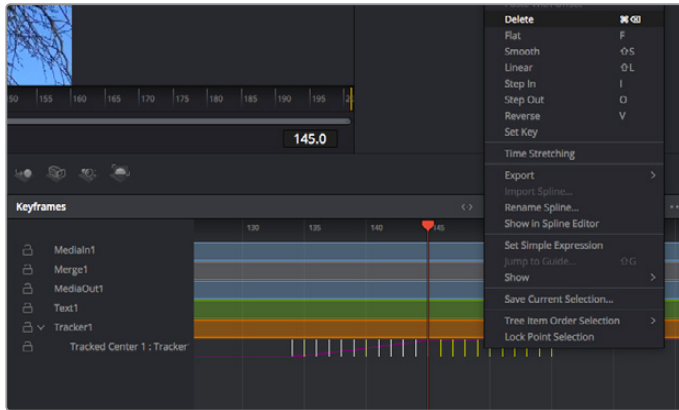 Delete ⌘⌫
Flat F
Smooth ⇧S
Linear ⇧L
Step In I
Step Out O
Reverse V
Set Key
Time Stretching
Export >
Import Spline...
Rename Spline...
Show in Spline Editor
Set Simple Expression
Jump to Guide... ⇧G
Show >
Save Current Selection...
Tree Item Order Selection >
Lock Point Selection
155 160 165 170 175 180 185 190 195
145.0
Keyframes
130 135 140 145
MediaIn1
Merge1
MediaOut1
Text1
Tracker1
Tracked Center 1 : Tracker